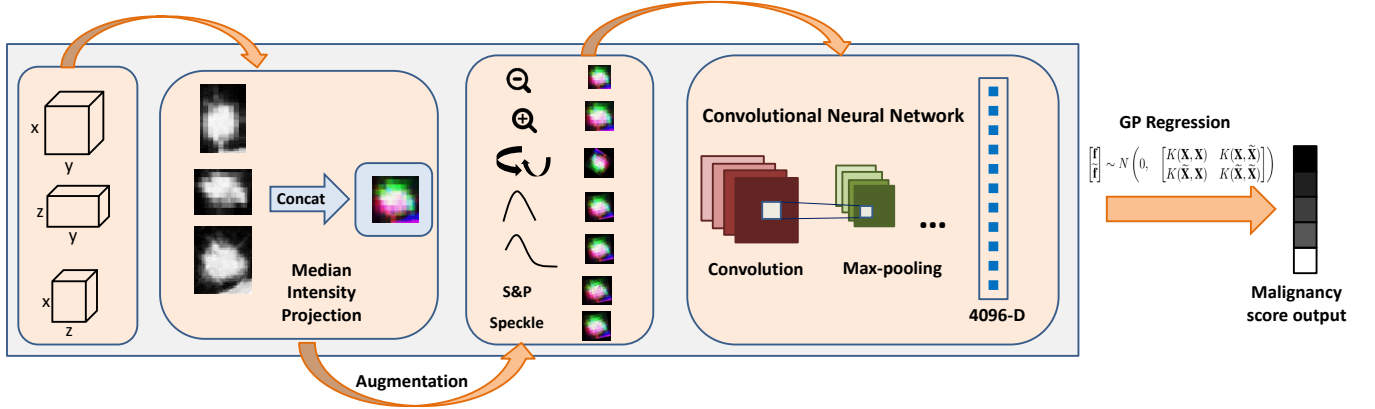 x
y
z
y
x
z
Concat
Median
Intensity
Projection
Augmentation
S&P
Speckle
Convolutional Neural Network
Convolution
Max-pooling
...
4096-D
GP Regression
[f f̃] ∼ N (0, [K(X, X) K(X, X̃) K(X̃, X) K(X̃, X̃)])
Malignancy
score output